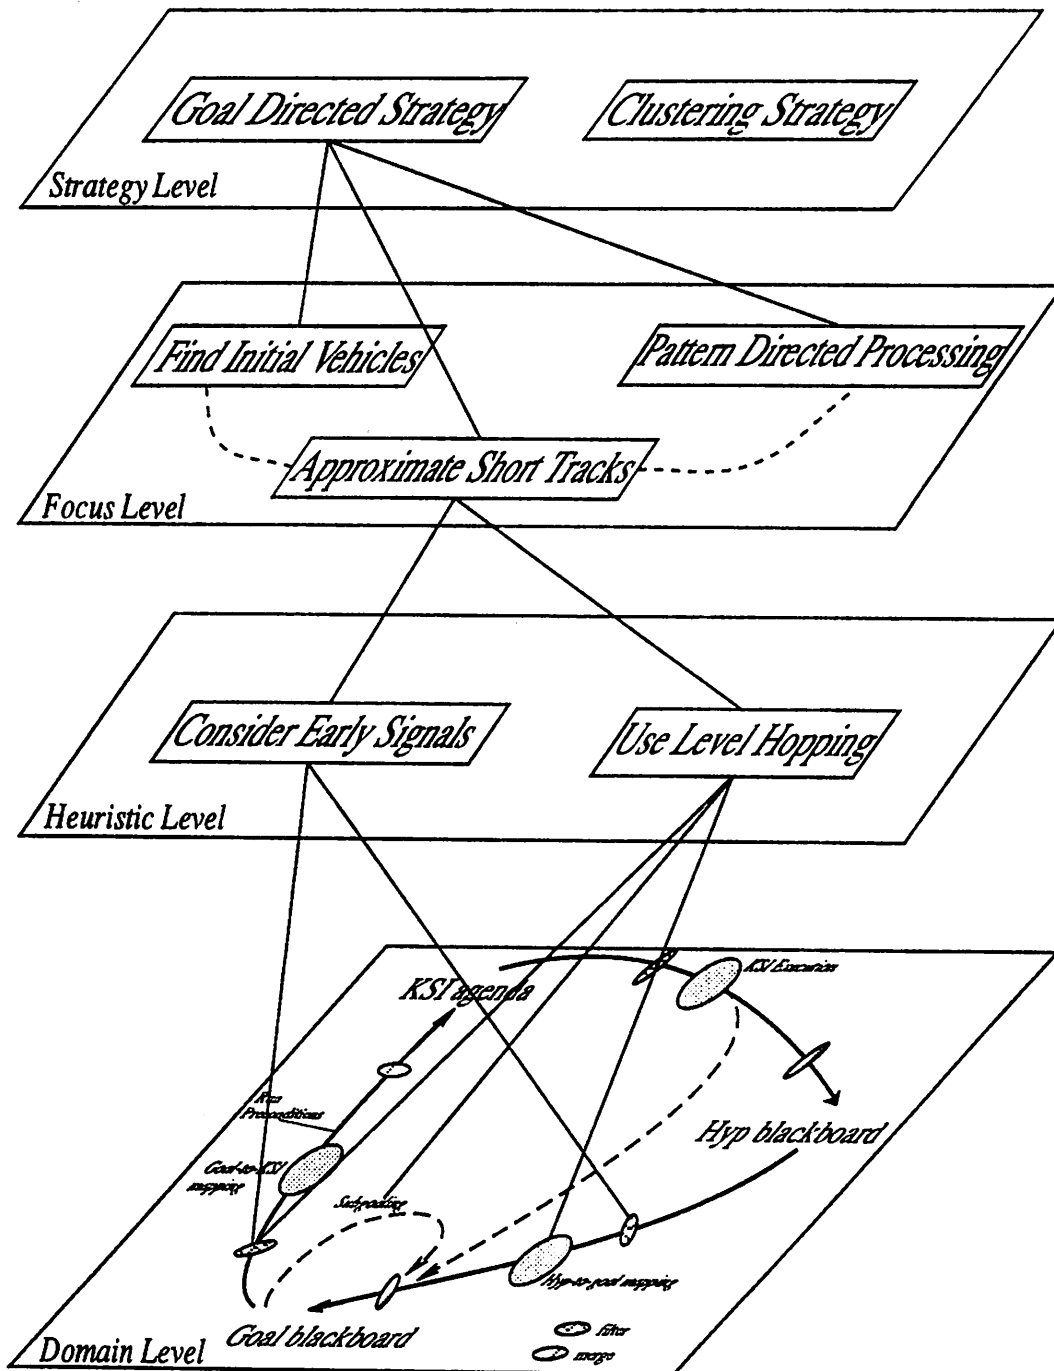 Goal Directed Strategy
Clustering Strategy
Strategy Level
Find Initial Vehicles
Pattern Directed Processing
Approximate Short Tracks
Focus Level
Consider Early Signals
Use Level Hopping
Heuristic Level
KSI agenda
KSI Execution
Run
Preconditions
Hyp blackboard
Goal-to-KSI
mapping
Subgoaling
Hyp-to-goal mapping
Goal blackboard
filter
merge
Domain Level